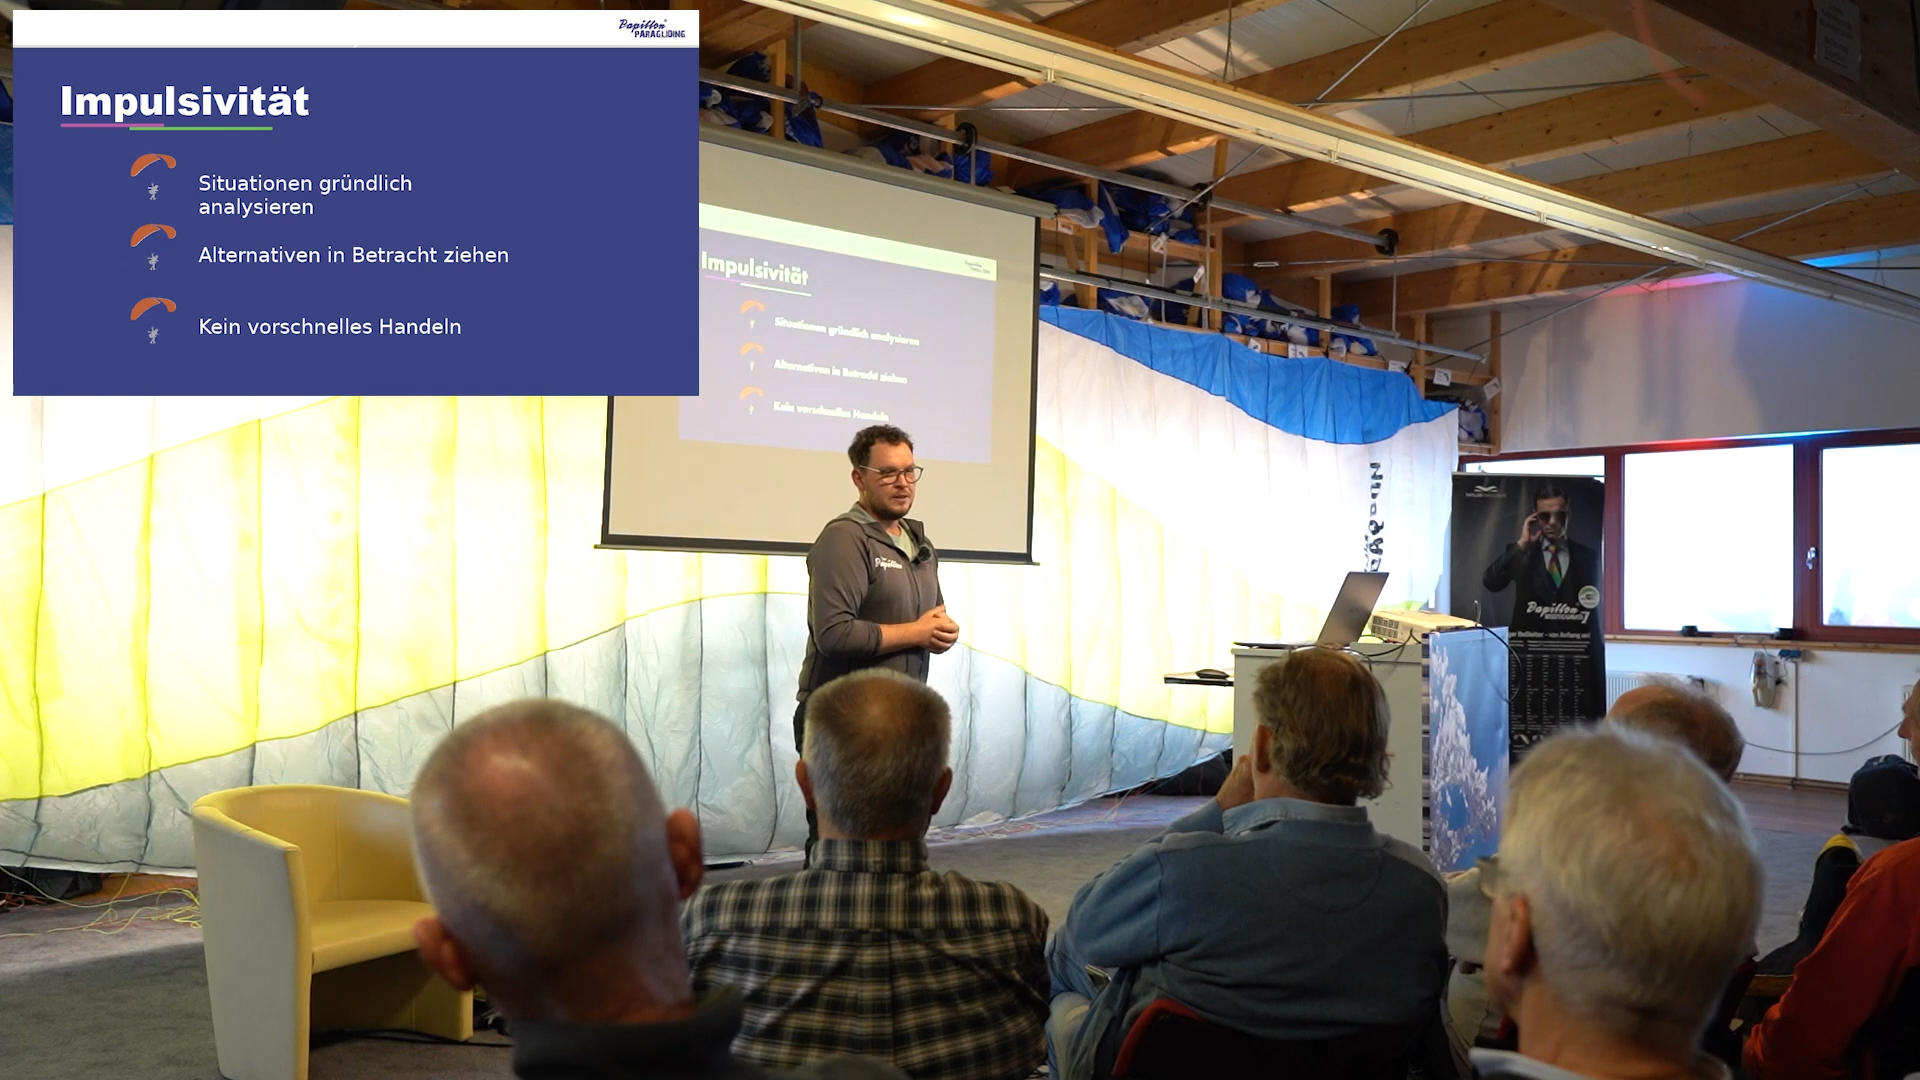 Papillon
PARAGLIDING
Impulsivität
Situationen gründlich
analysieren
Alternativen in Betracht ziehen
Kein vorschnelles Handeln
Impulsivität
Situationen gründlich analysieren
Alternativen in Betracht ziehen
Kein vorschnelles Handeln
Papillon
Papillon